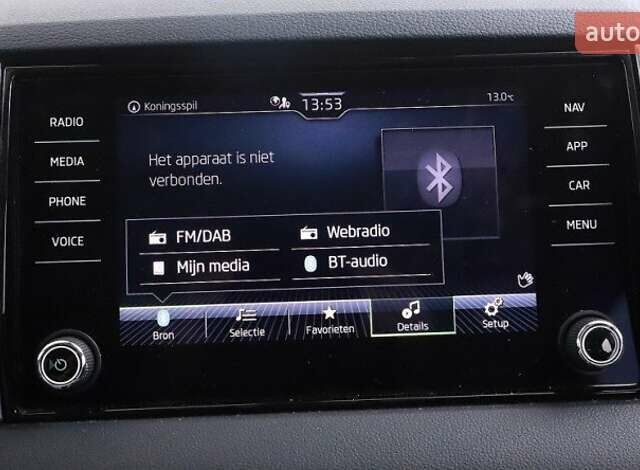 auto
RADIO
MEDIA
PHONE
VOICE
Koningsspil
13:53
13.0°C
Het apparaat is niet
verbonden.
FM/DAB
Webradio
Mijn media
BT-audio
Bron
Selectie
Favorieten
Details
Setup
NAV
APP
CAR
MENU